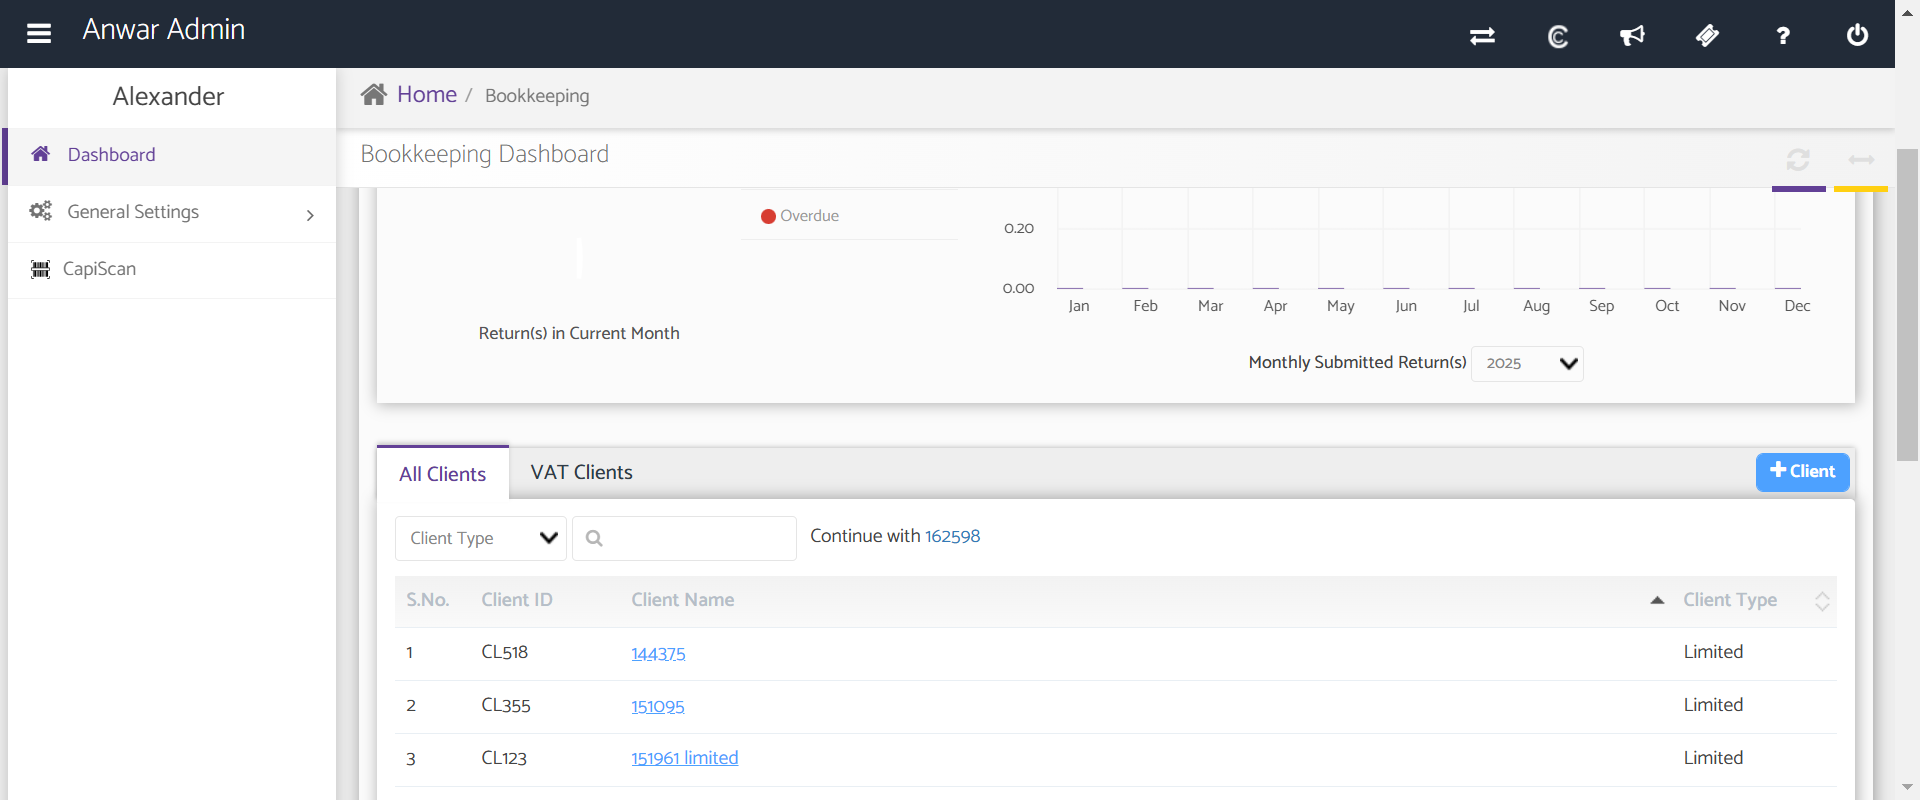 Anwar Admin
?
Alexander
Home / Bookkeeping
Dashboard
Bookkeeping Dashboard
General Settings
CapiScan
Overdue
0.20
0.00
Jan Feb Mar Apr May Jun Jul Aug Sep Oct Nov Dec
Return(s) in Current Month
Monthly Submitted Return(s) 2025
All Clients VAT Clients + Client
Client Type Continue with 162598
S.No. Client ID Client Name Client Type
1 CL518 144375 Limited
2 CL355 151095 Limited
3 CL123 151961 limited Limited